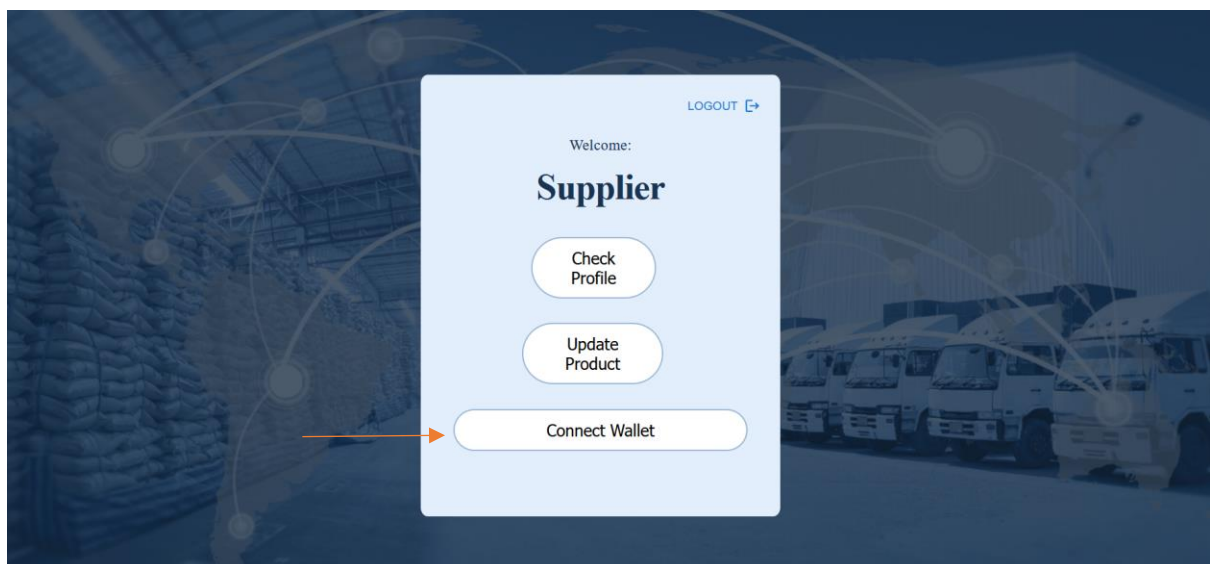 LOGOUT
Welcome:
Supplier
Check
Profile
Update
Product
Connect Wallet